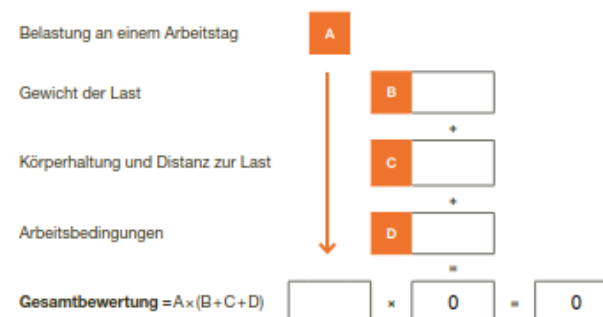 Belastung an einem Arbeitstag A
Gewicht der Last B
+
Körperhaltung und Distanz zur Last C
+
Arbeitsbedingungen D
=
Gesamtbewertung =A×(B+C+D) × 0 = 0